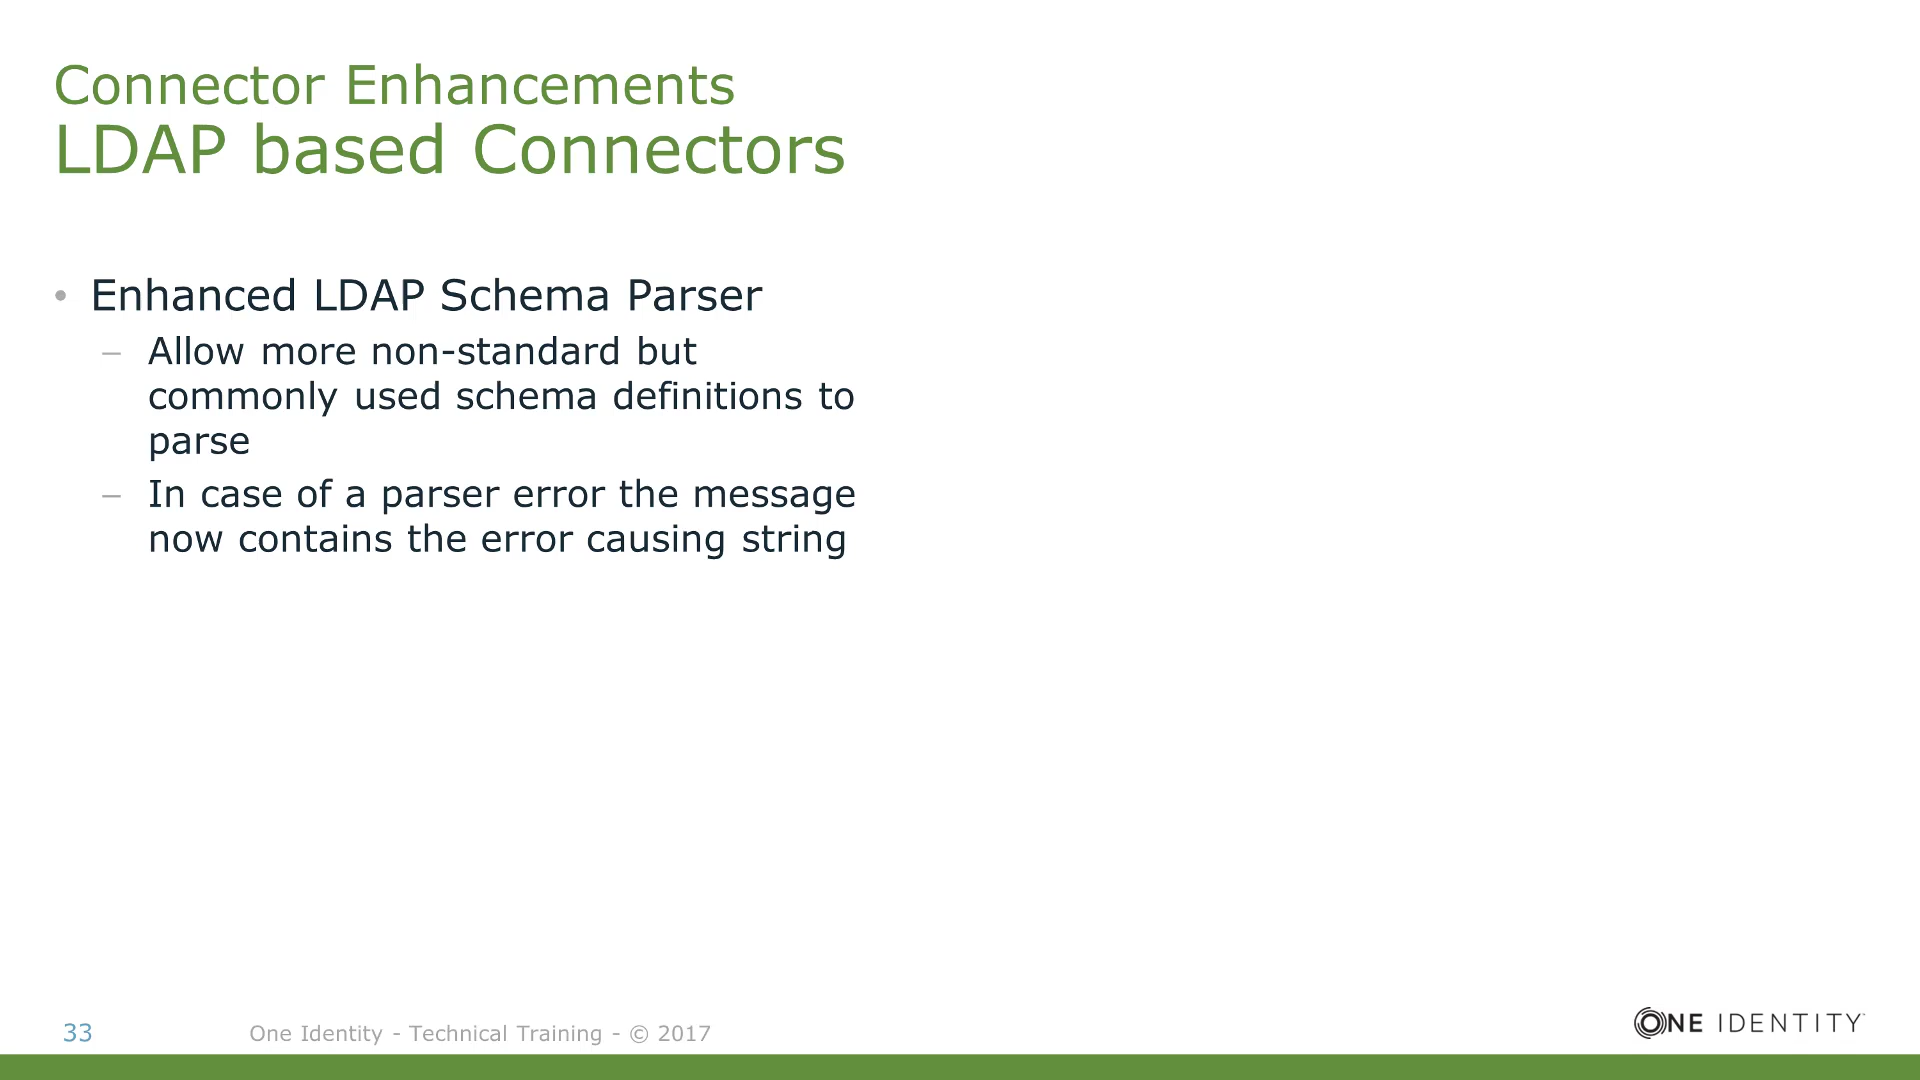 Connector Enhancements
LDAP based Connectors
• Enhanced LDAP Schema Parser
– Allow more non-standard but
commonly used schema definitions to
parse
– In case of a parser error the message
now contains the error causing string
33
One Identity - Technical Training - © 2017
ONE IDENTITY